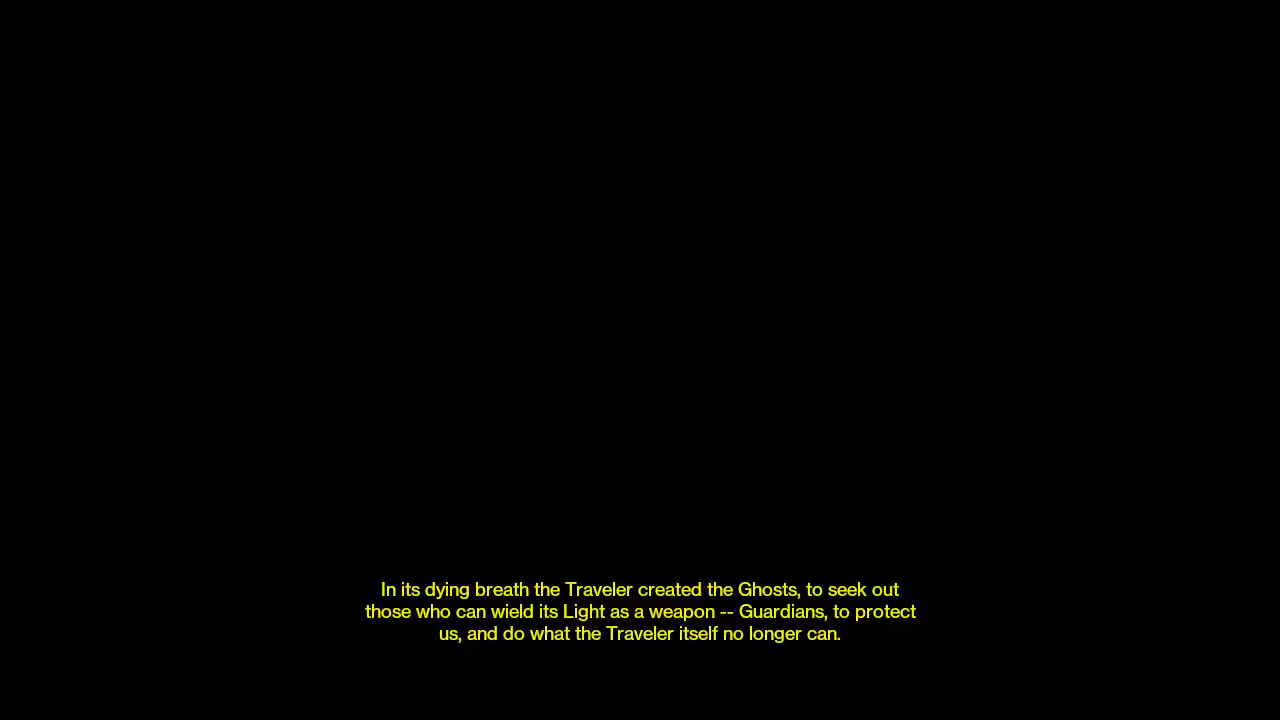 In its dying breath the Traveler created the Ghosts, to seek out
those who can wield its Light as a weapon -- Guardians, to protect
us, and do what the Traveler itself no longer can.